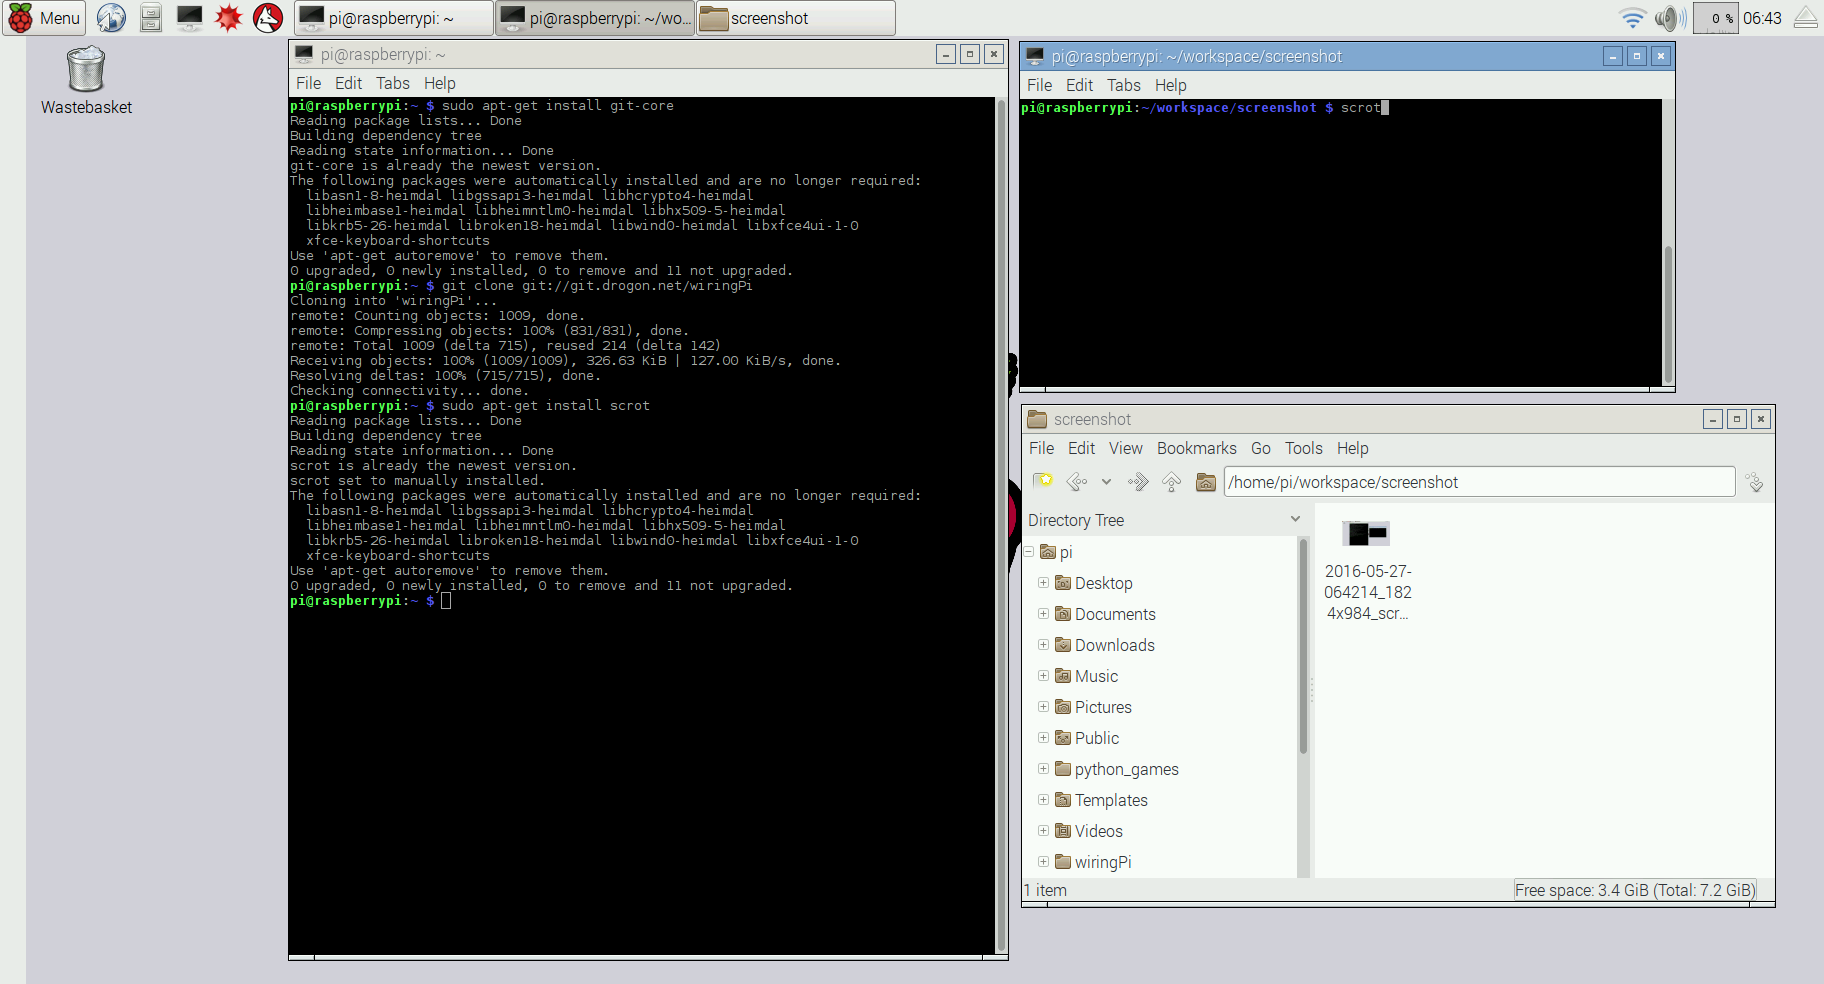 Menu
pi@raspberrypi: ~
pi@raspberrypi: ~/wo...
screenshot
0 %
06:43
Wastebasket
pi@raspberrypi: ~
File Edit Tabs Help
pi@raspberrypi:~ $ sudo apt-get install git-core
Reading package lists... Done
Building dependency tree
Reading state information... Done
git-core is already the newest version.
The following packages were automatically installed and are no longer required:
  libasn1-8-heimdal libgssapi3-heimdal libhcrypto4-heimdal
  libheimbase1-heimdal libheimntlm0-heimdal libhx509-5-heimdal
  libkrb5-26-heimdal libroken18-heimdal libwind0-heimdal libxfce4ui-1-0
  xfce-keyboard-shortcuts
Use 'apt-get autoremove' to remove them.
0 upgraded, 0 newly installed, 0 to remove and 11 not upgraded.
pi@raspberrypi:~ $ git clone git://git.drogon.net/wiringPi
Cloning into 'wiringPi'...
remote: Counting objects: 1009, done.
remote: Compressing objects: 100% (831/831), done.
remote: Total 1009 (delta 715), reused 214 (delta 142)
Receiving objects: 100% (1009/1009), 326.63 KiB | 127.00 KiB/s, done.
Resolving deltas: 100% (715/715), done.
Checking connectivity... done.
pi@raspberrypi:~ $ sudo apt-get install scrot
Reading package lists... Done
Building dependency tree
Reading state information... Done
scrot is already the newest version.
scrot set to manually installed.
The following packages were automatically installed and are no longer required:
  libasn1-8-heimdal libgssapi3-heimdal libhcrypto4-heimdal
  libheimbase1-heimdal libheimntlm0-heimdal libhx509-5-heimdal
  libkrb5-26-heimdal libroken18-heimdal libwind0-heimdal libxfce4ui-1-0
  xfce-keyboard-shortcuts
Use 'apt-get autoremove' to remove them.
0 upgraded, 0 newly installed, 0 to remove and 11 not upgraded.
pi@raspberrypi:~ $
pi@raspberrypi: ~/workspace/screenshot
File Edit Tabs Help
pi@raspberrypi:~/workspace/screenshot $ scrot
screenshot
File Edit View Bookmarks Go Tools Help
/home/pi/workspace/screenshot
Directory Tree
pi
Desktop
Documents
Downloads
Music
Pictures
Public
python_games
Templates
Videos
wiringPi
2016-05-27-
064214_182
4x984_scr...
1 item
Free space: 3.4 GiB (Total: 7.2 GiB)